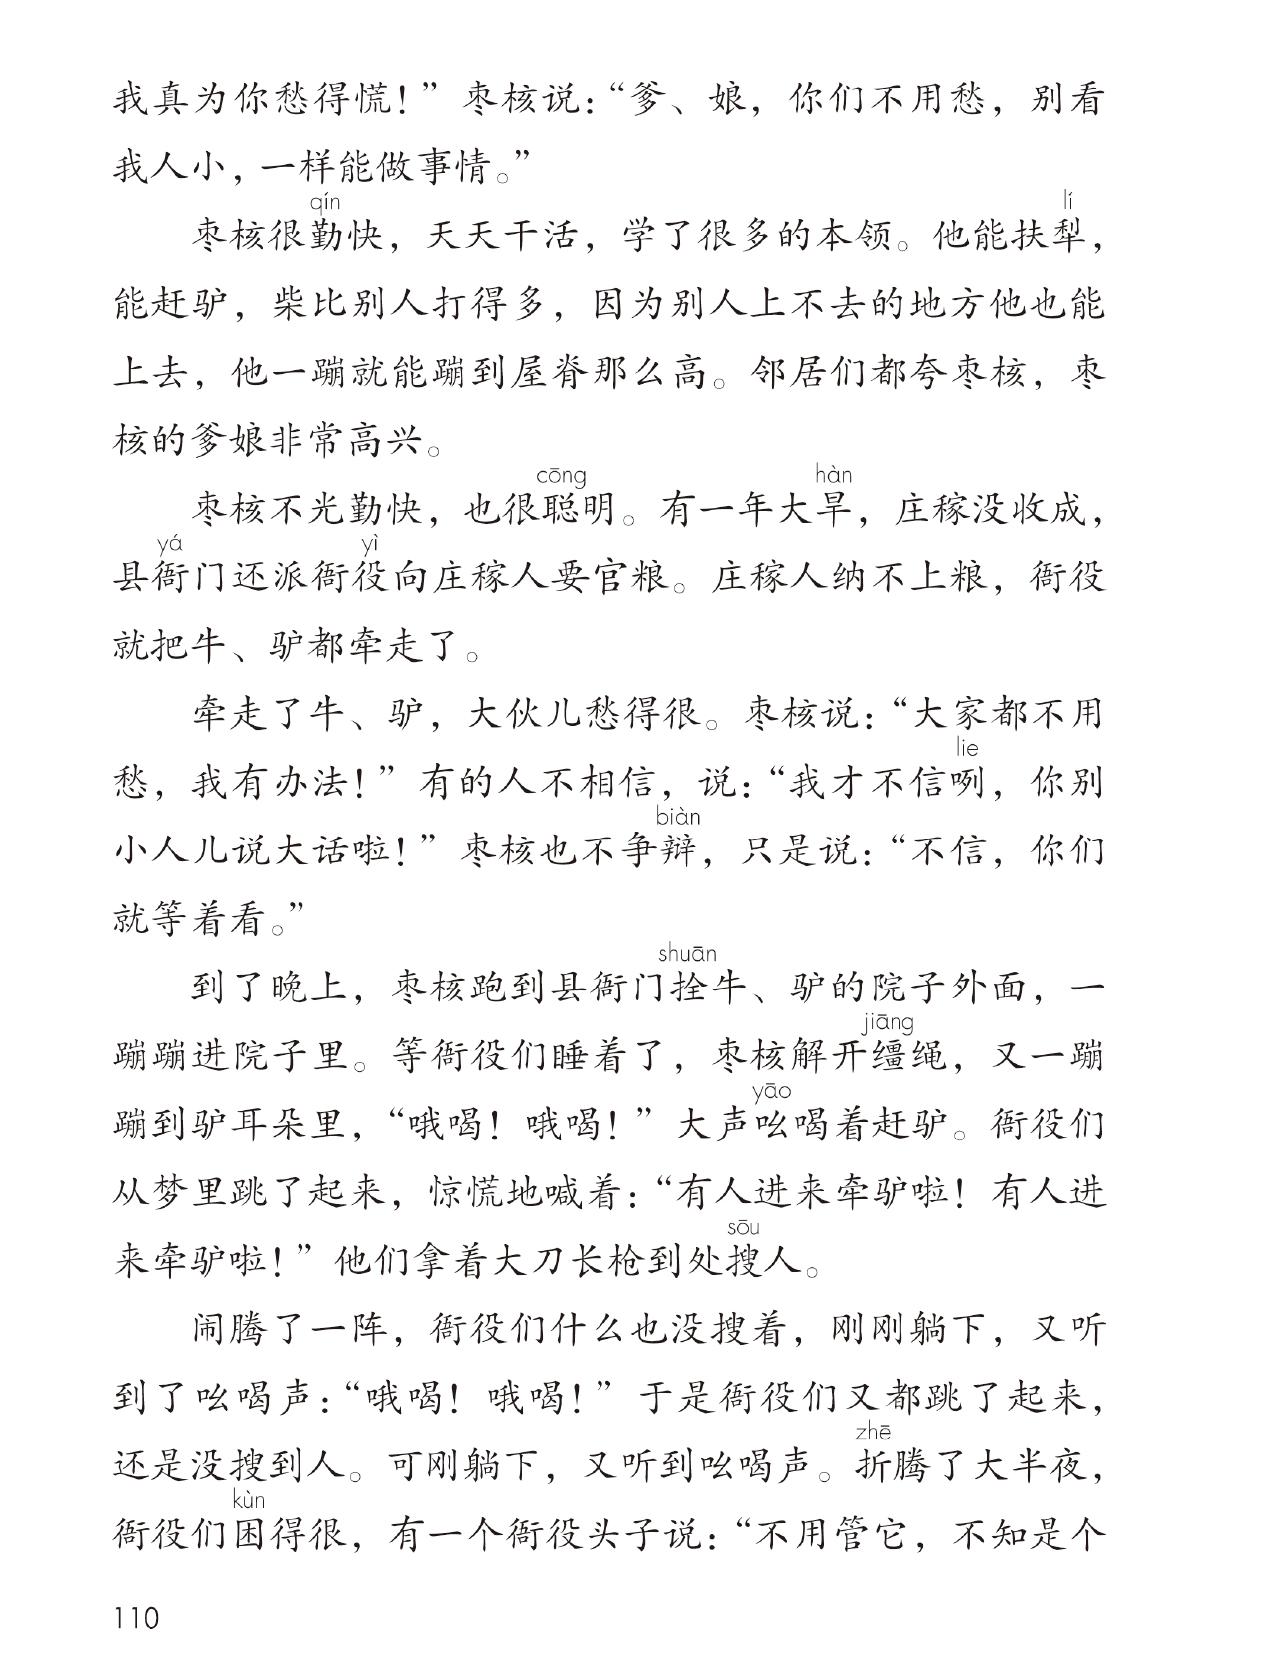 我真为你愁得慌！”枣核说：“爹、娘，你们不用愁，别看
我人小，一样能做事情。”
qín lí
枣核很勤快，天天干活，学了很多的本领。他能扶犁，
能赶驴，柴比别人打得多，因为别人上不去的地方他也能
上去，他一蹦就能蹦到屋脊那么高。邻居们都夸枣核，枣
核的爹娘非常高兴。
cōng hàn
枣核不光勤快，也很聪明。有一年大旱，庄稼没收成，
yá yì
县衙门还派衙役向庄稼人要官粮。庄稼人纳不上粮，衙役
就把牛、驴都牵走了。
牵走了牛、驴，大伙儿愁得很。枣核说：“大家都不用
lie
愁，我有办法！”有的人不相信，说：“我才不信咧，你别
biàn
小人儿说大话啦！”枣核也不争辩，只是说：“不信，你们
就等着看。”
shuān
到了晚上，枣核跑到县衙门拴牛、驴的院子外面，一
jiāng
蹦蹦进院子里。等衙役们睡着了，枣核解开缰绳，又一蹦
yāo
蹦到驴耳朵里，“哦喝！哦喝！”大声吆喝着赶驴。衙役们
从梦里跳了起来，惊慌地喊着：“有人进来牵驴啦！有人进
sōu
来牵驴啦！”他们拿着大刀长枪到处搜人。
闹腾了一阵，衙役们什么也没搜着，刚刚躺下，又听
到了吆喝声：“哦喝！哦喝！”于是衙役们又都跳了起来，
zhē
还是没搜到人。可刚躺下，又听到吆喝声。折腾了大半夜，
kùn
衙役们困得很，有一个衙役头子说：“不用管它，不知是个
110